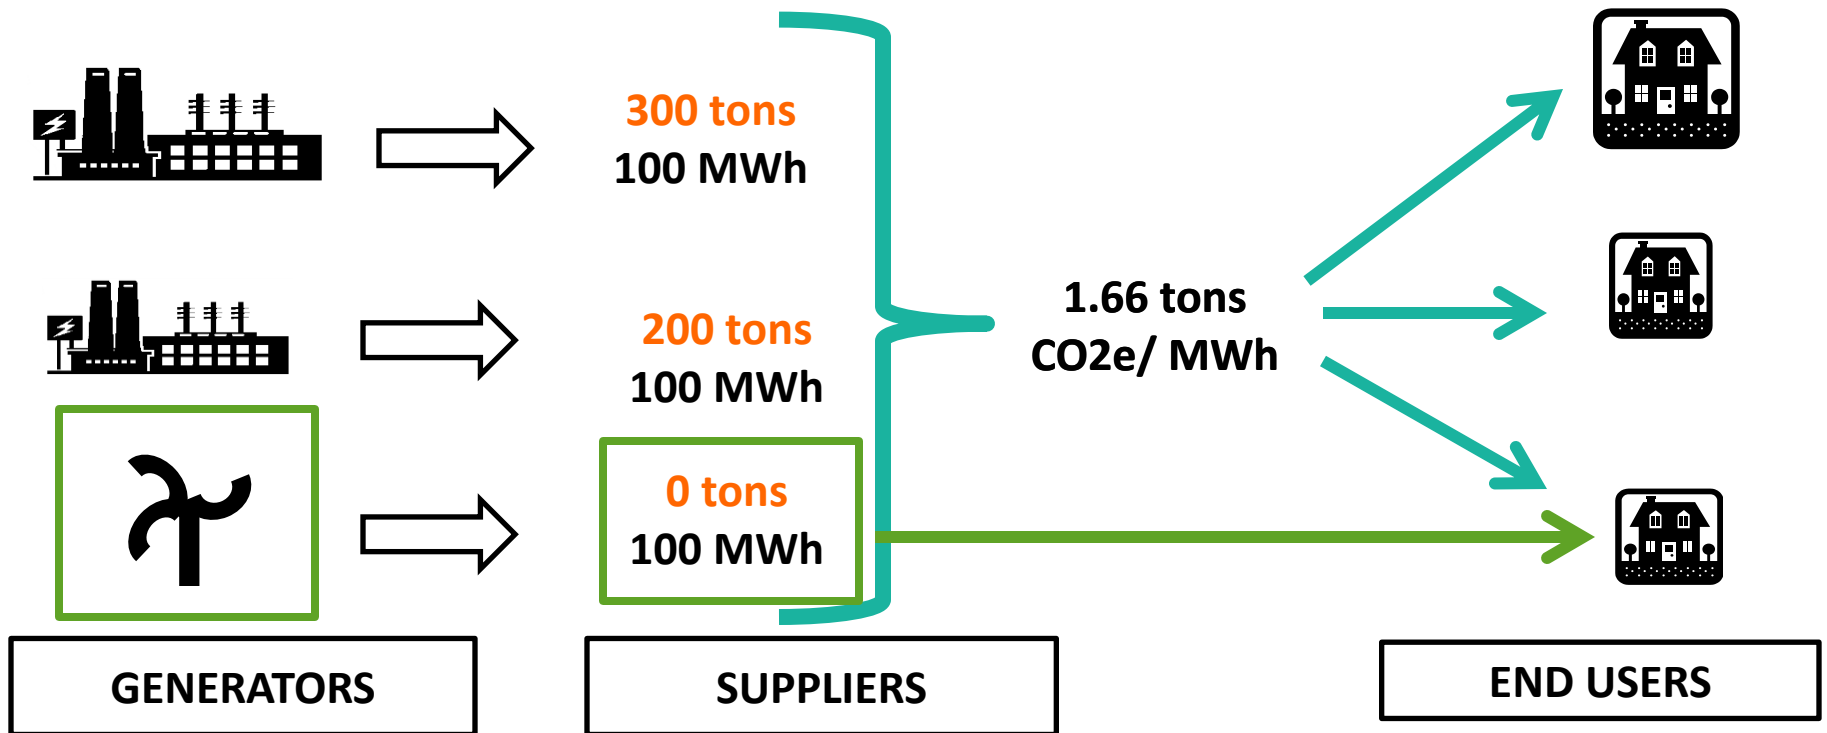 300 tons
100 MWh
200 tons
100 MWh
0 tons
100 MWh
1.66 tons
CO2e/ MWh
GENERATORS
SUPPLIERS
END USERS